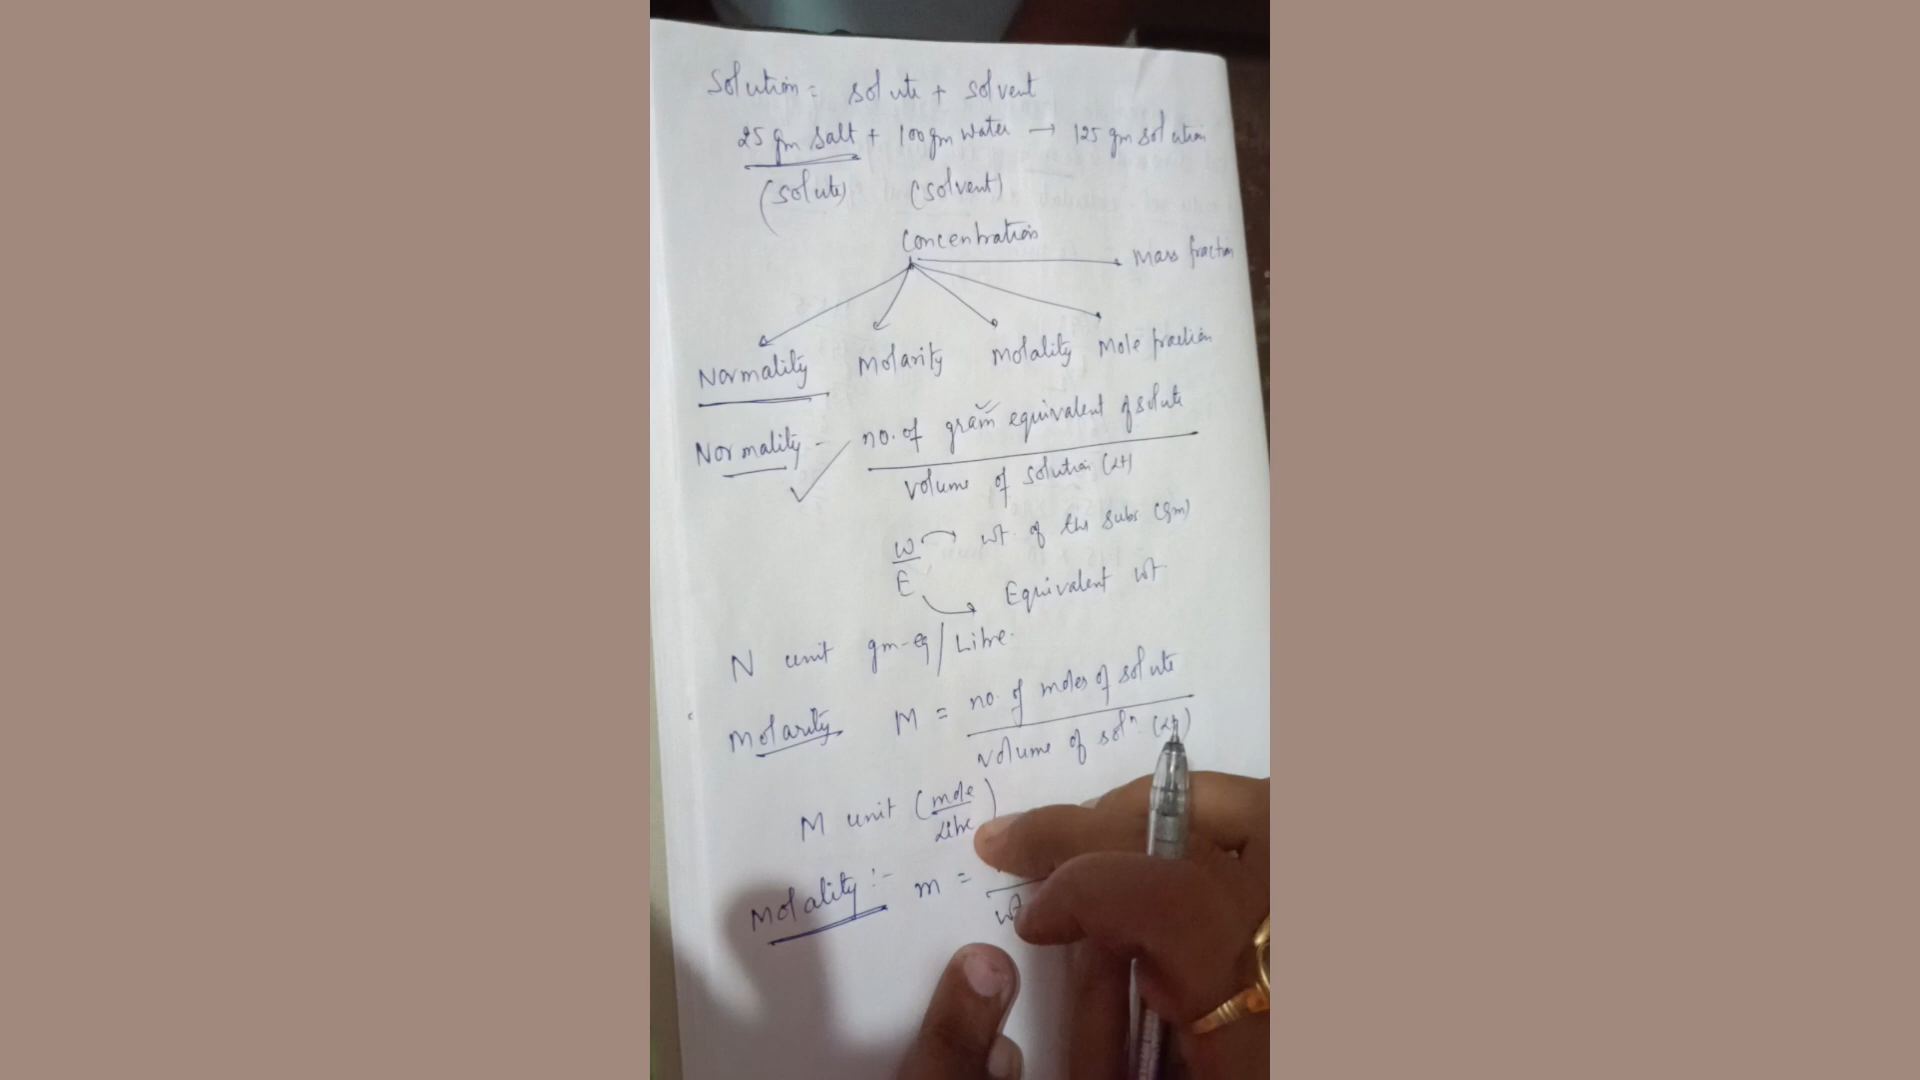 Solution = solute + solvent
25 gm salt + 100 gm water → 125 gm solution
(solute) (solvent)
Concentration
Mass fraction
Normality Molarity Molality Mole fraction
Normality - no. of gram equivalent of solute
volume of solution (Lt)
W wt. of the subs (gm)
E Equivalent wt.
N unit gm-eq/Litre.
Molarity M = no. of moles of solute
volume of solⁿ. (Lt)
M unit (mole
Litre)
Molality :- m =
wt